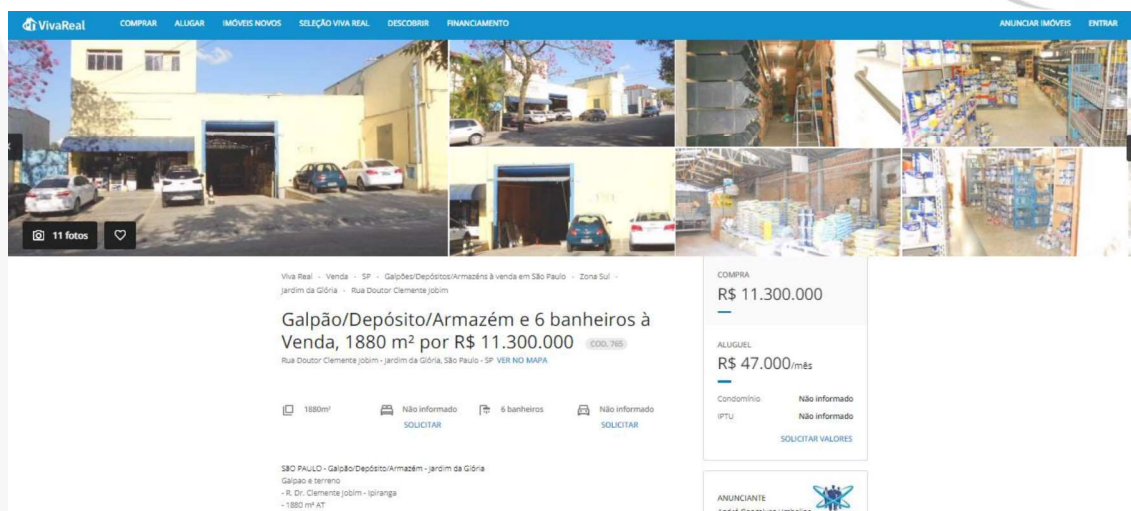 VivaReal COMPRAR ALUGAR IMÓVEIS NOVOS SELEÇÃO VIVA REAL DESCOBRIR FINANCIAMENTO ANUNCIAR IMÓVEIS ENTRAR
11 fotos
Viva Real - Venda - SP - Galpões/Depósitos/Armazéns à venda em São Paulo - Zona Sul -
Jardim da Glória - Rua Doutor Clemente Jobim
Galpão/Depósito/Armazém e 6 banheiros à
Venda, 1880 m² por R$ 11.300.000 COD. 765
Rua Doutor Clemente Jobim - Jardim da Glória, São Paulo - SP VER NO MAPA
1880m² Não informado 6 banheiros Não informado
SOLICITAR SOLICITAR
SÃO PAULO - Galpão/Depósito/Armazém - Jardim da Glória
Galpao e terreno
- R. Dr. Clemente Jobim - Ipiranga
- 1880 m² AT
COMPRA
R$ 11.300.000
ALUGUEL
R$ 47.000/mês
Condomínio Não informado
IPTU Não informado
SOLICITAR VALORES
ANUNCIANTE